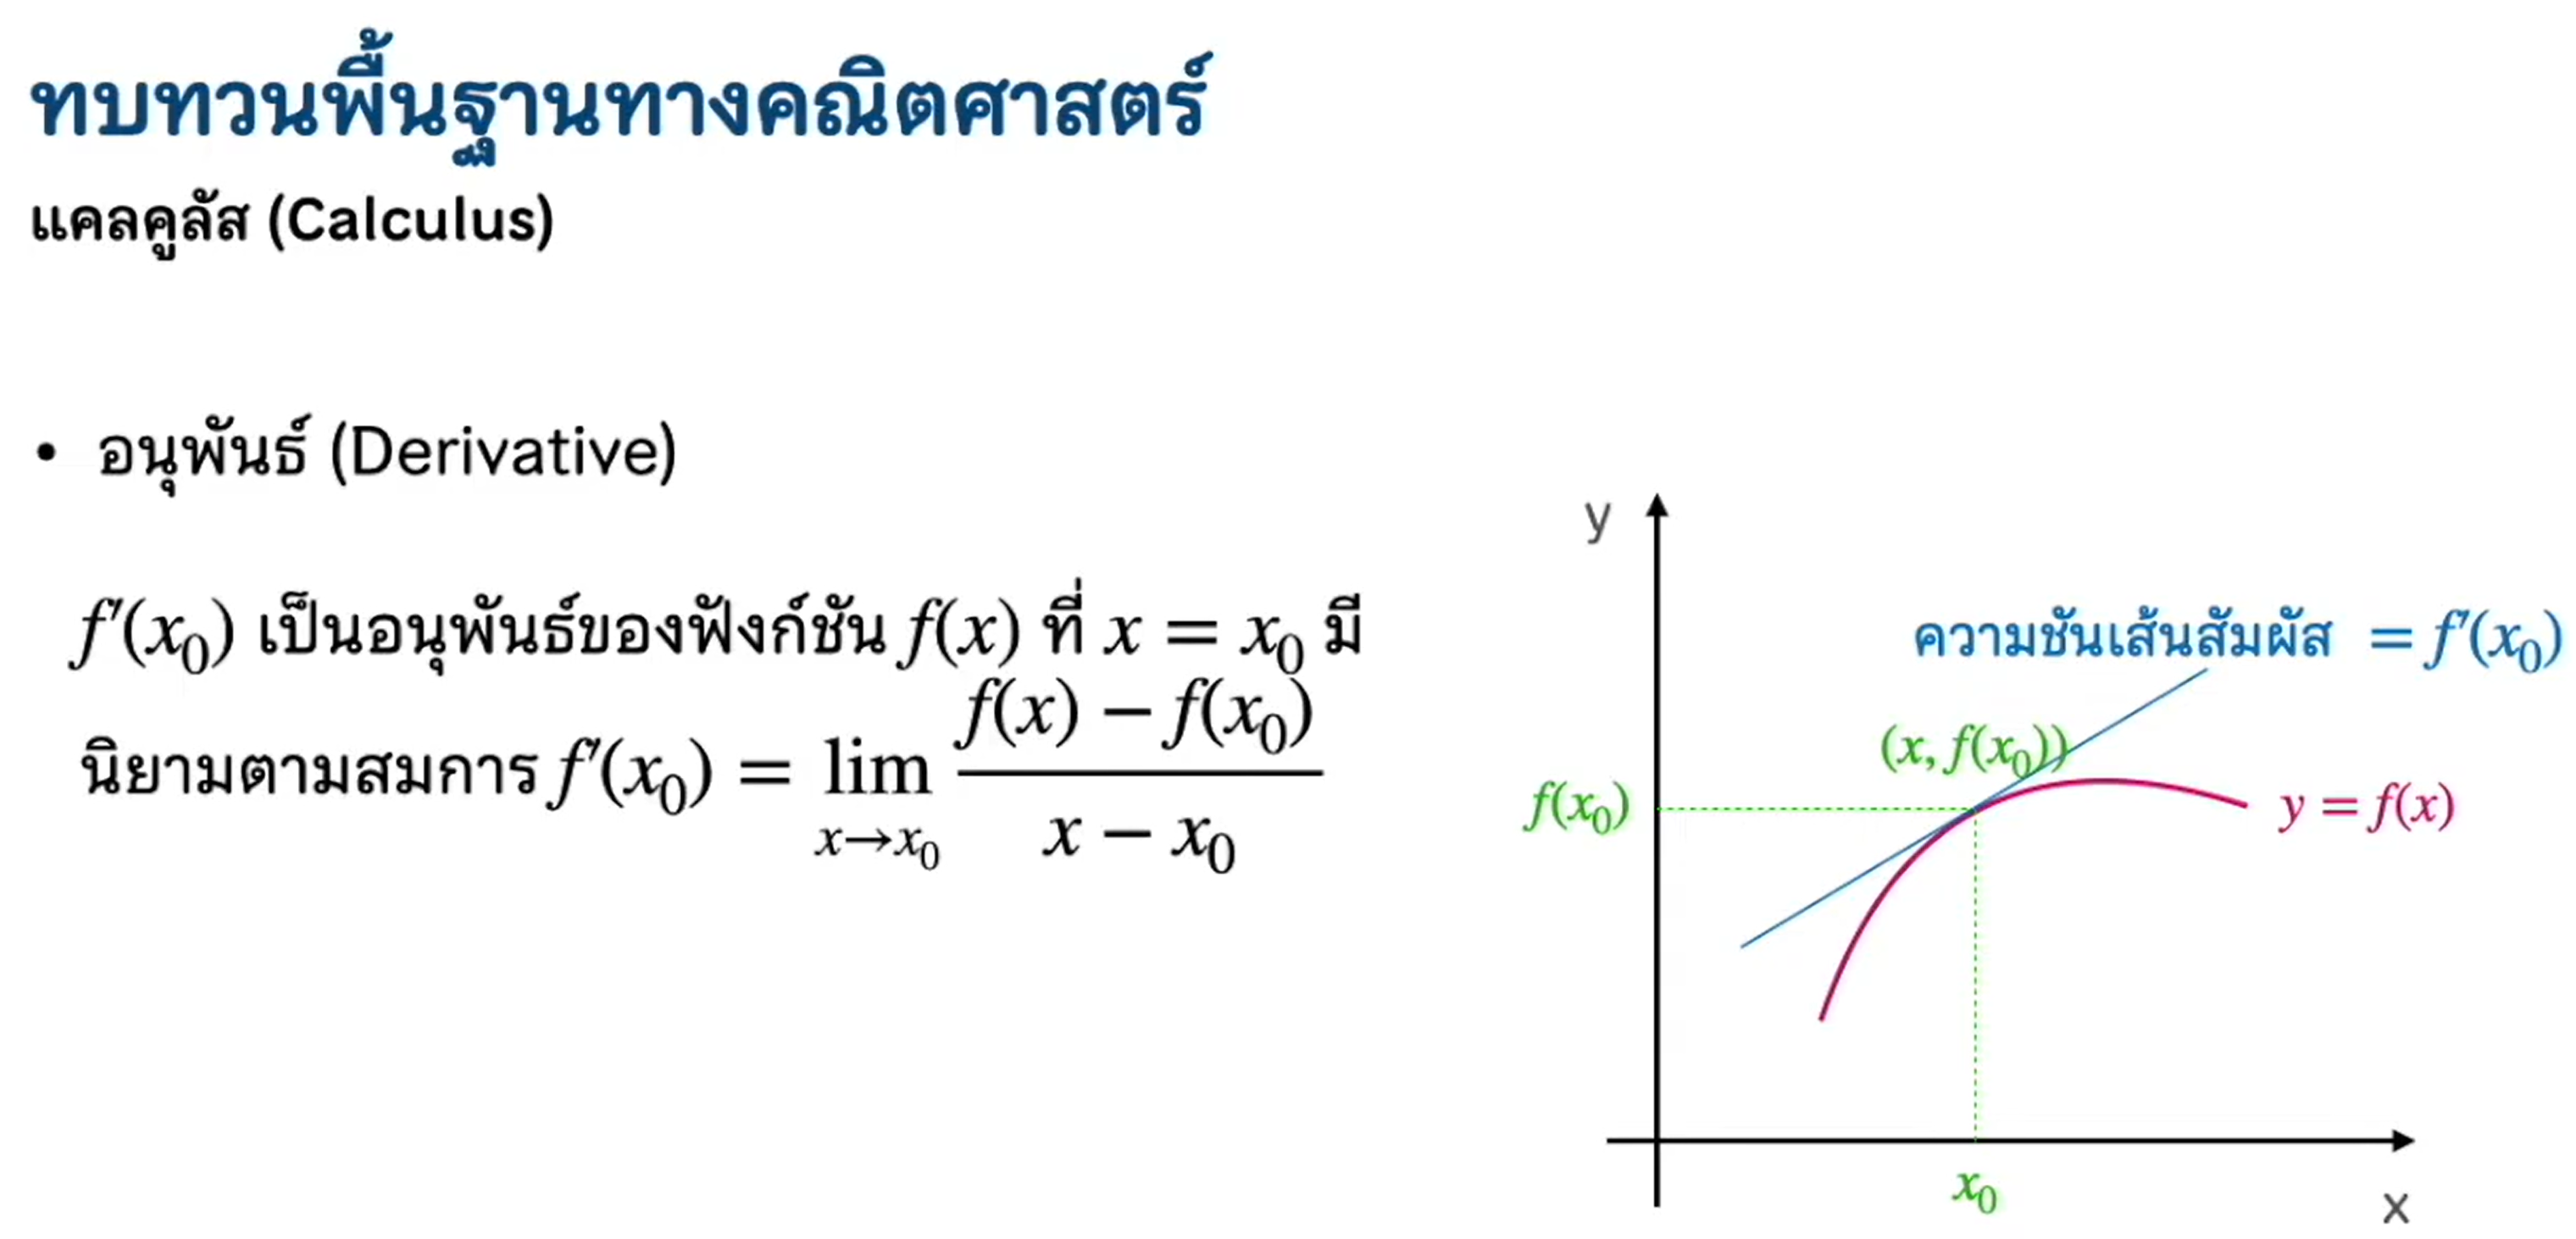 ทบทวนพื้นฐานทางคณิตศาสตร์
แคลคูลัส (Calculus)
• อนุพันธ์ (Derivative)
f′(x₀) เป็นอนุพันธ์ของฟังก์ชัน f(x) ที่ x = x₀ มี
นิยามตามสมการ f′(x₀) = lim x→x₀ (f(x) − f(x₀)) / (x − x₀)
y
ความชันเส้นสัมผัส = f′(x₀)
(x, f(x₀))
f(x₀)
y = f(x)
x₀
x